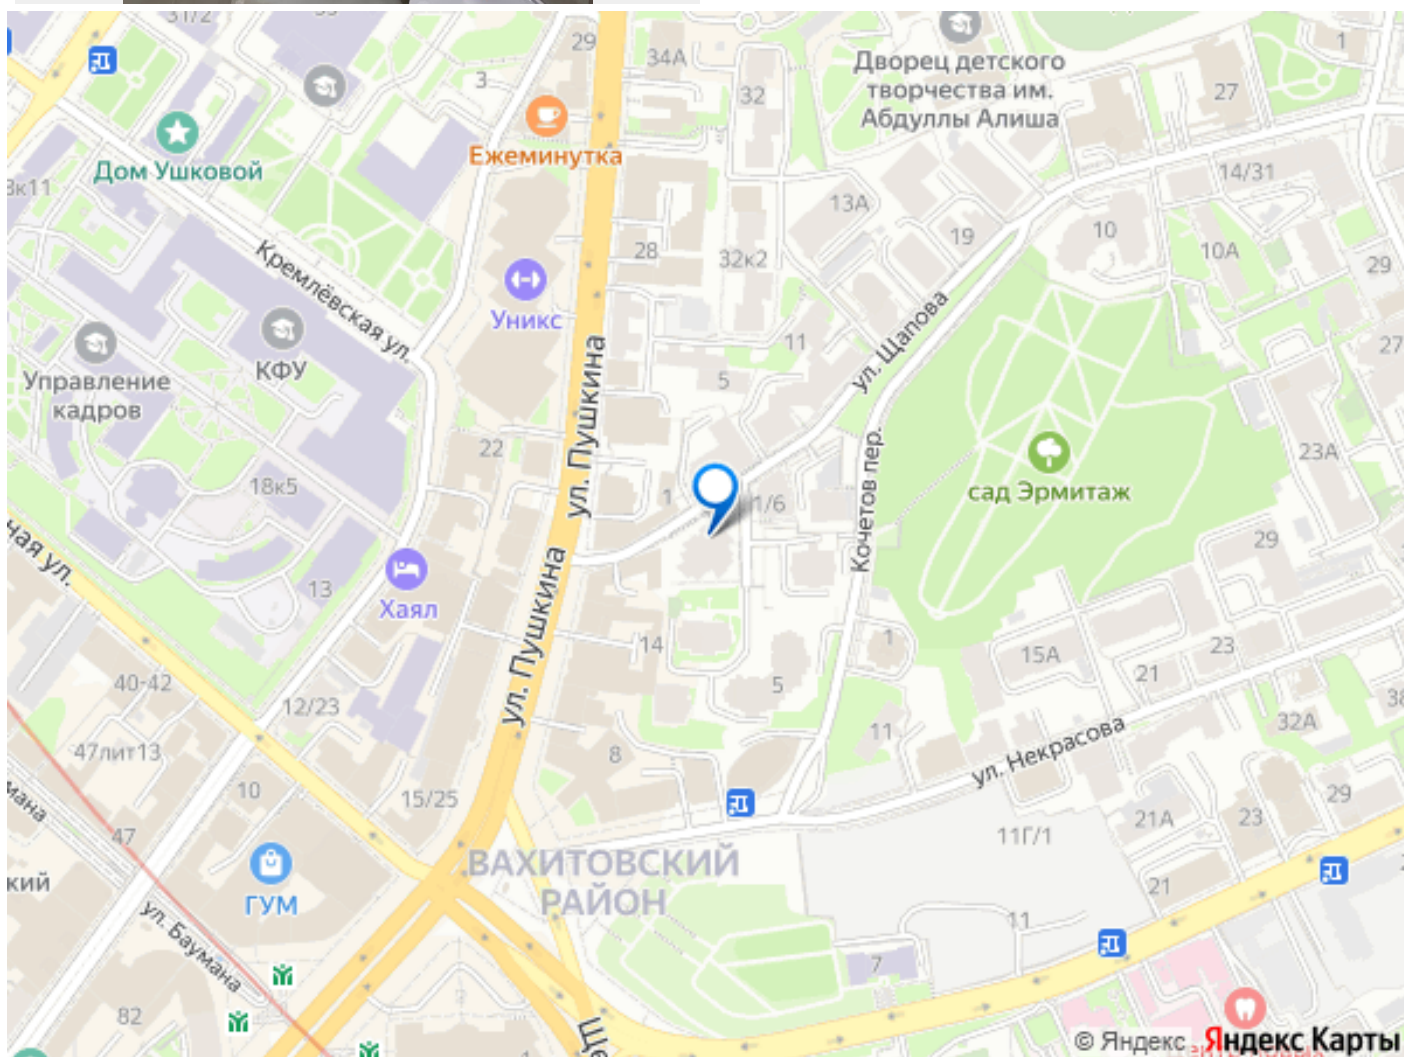 31/2
29
34А
3
32
Дворец детского
творчества им.
Абдуллы Алиша
1
27
Ежеминутка
Дом Ушковой
3к11
14/31
13А
19
10
10А
29
28
32к2
Кремлёвская ул.
Уникс
КФУ
Управление
кадров
ул. Пушкина
11
5
ул. Щапова
27
22
18к5
1
1/6
Кочетов пер.
сад Эрмитаж
23А
29
ная ул.
13
Хаял
ул. Пушкина
14
1
15А
23
21
5
40-42
12/23
47лит13
8
11
ул. Некрасова
32А
38
мана
10
15/25
47
29
21А
23
11Г/1
ВАХИТОВСКИЙ
РАЙОН
кий
ГУМ
21
11
ул. Баумана
7
82
Ще
© Яндекс
Яндекс Карты